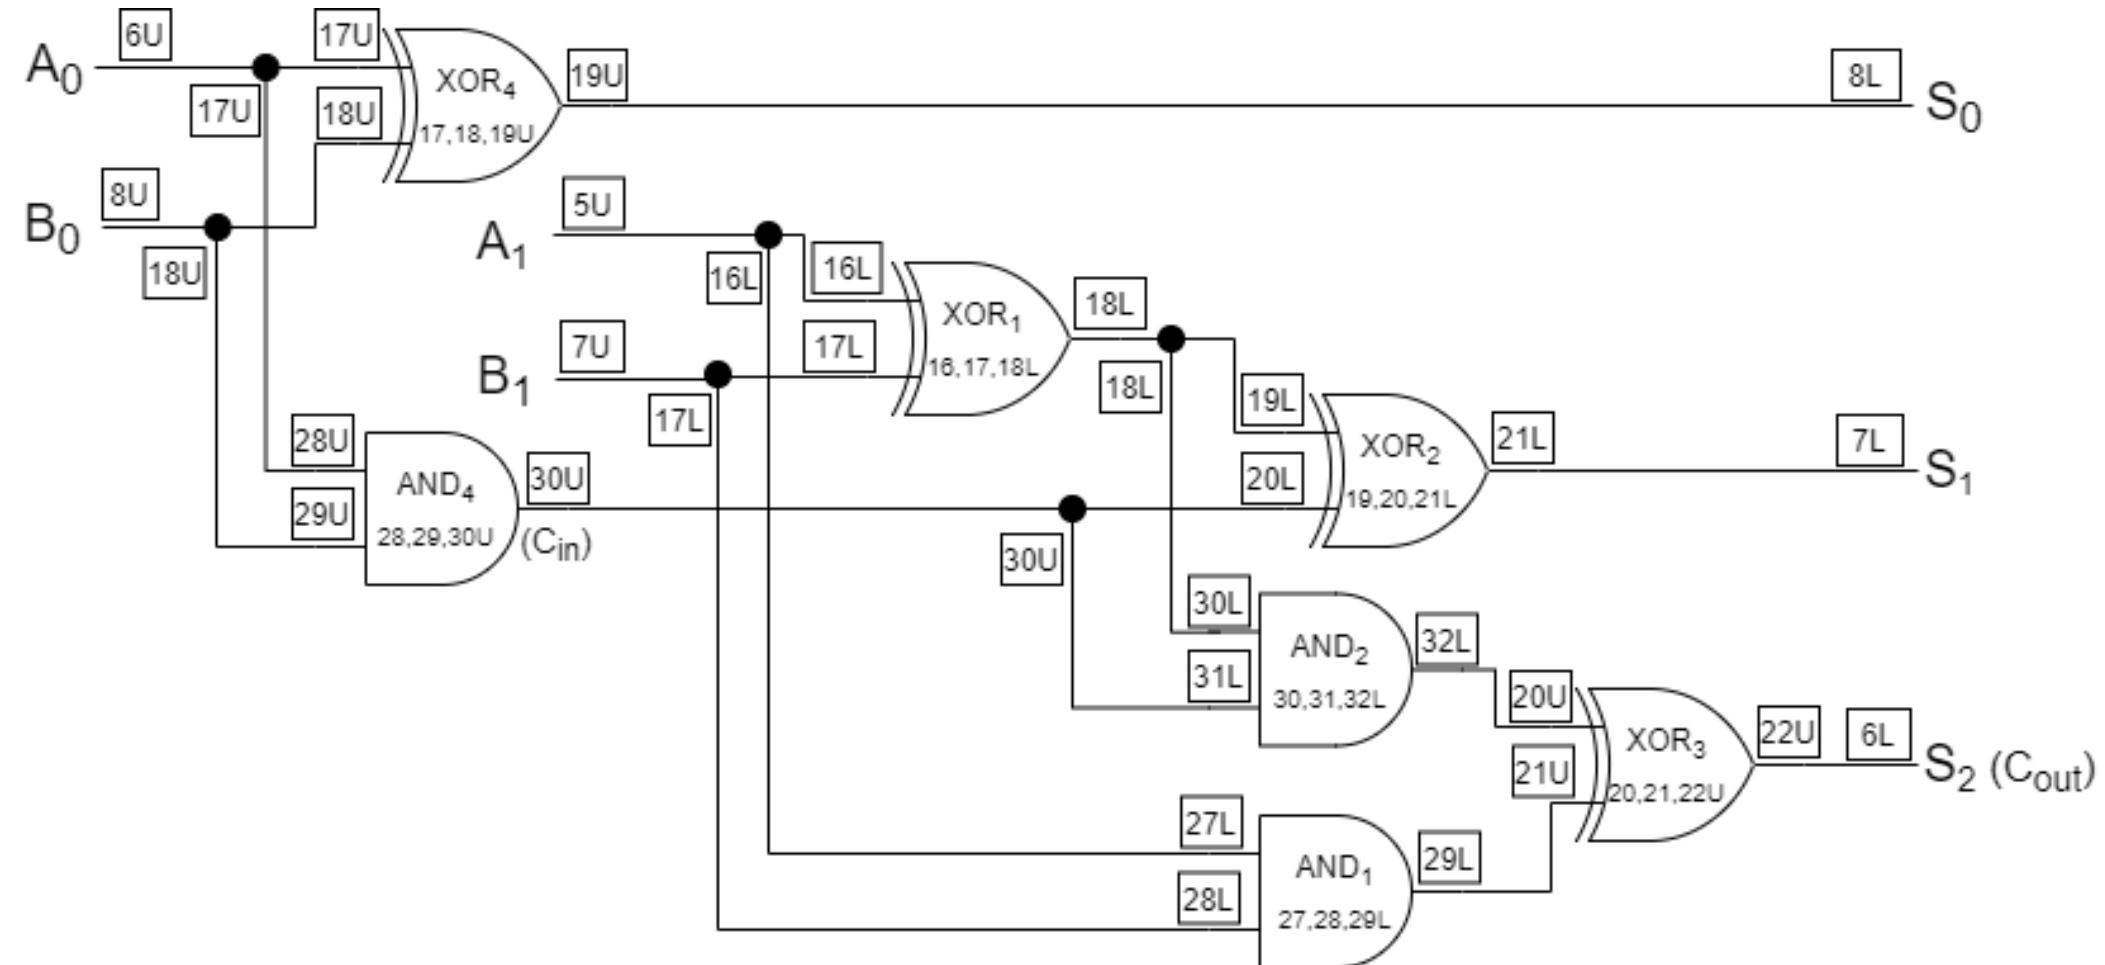 6U
17U
A0
XOR4
19U
8L
S0
17U
18U
17,18,19U
8U
B0
18U
5U
A1
16L
16L
XOR1
18L
7U
17L
16,17,18L
B1
17L
18L
19L
XOR2
21L
7L
S1
28U
AND4
30U
20L
19,20,21L
29U
28,29,30U
(Cin)
30U
30L
AND2
32L
31L
30,31,32L
20U
XOR3
22U
6L
S2 (Cout)
21U
20,21,22U
27L
AND1
29L
28L
27,28,29L